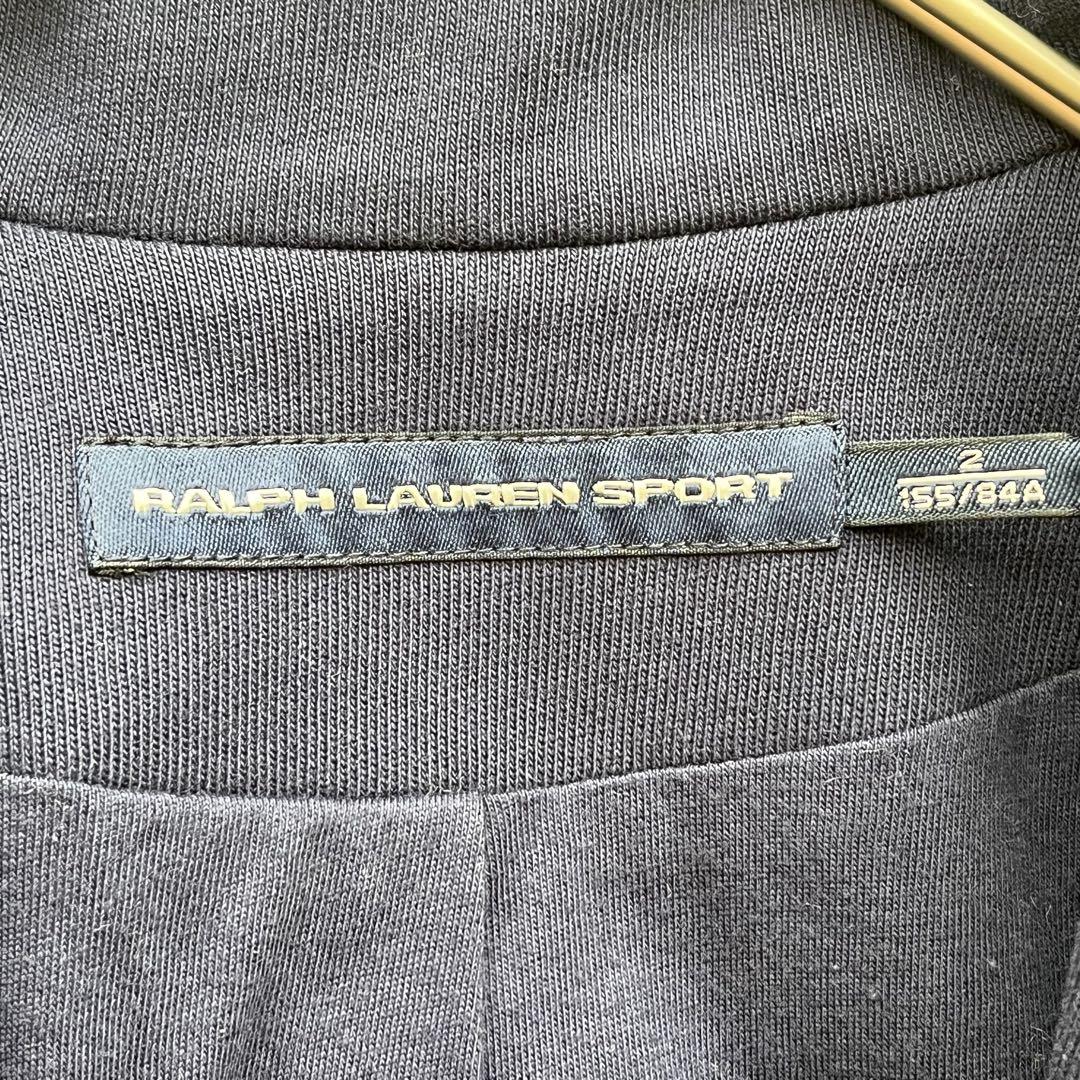 RALPH LAUREN SPORT
2
155/84A